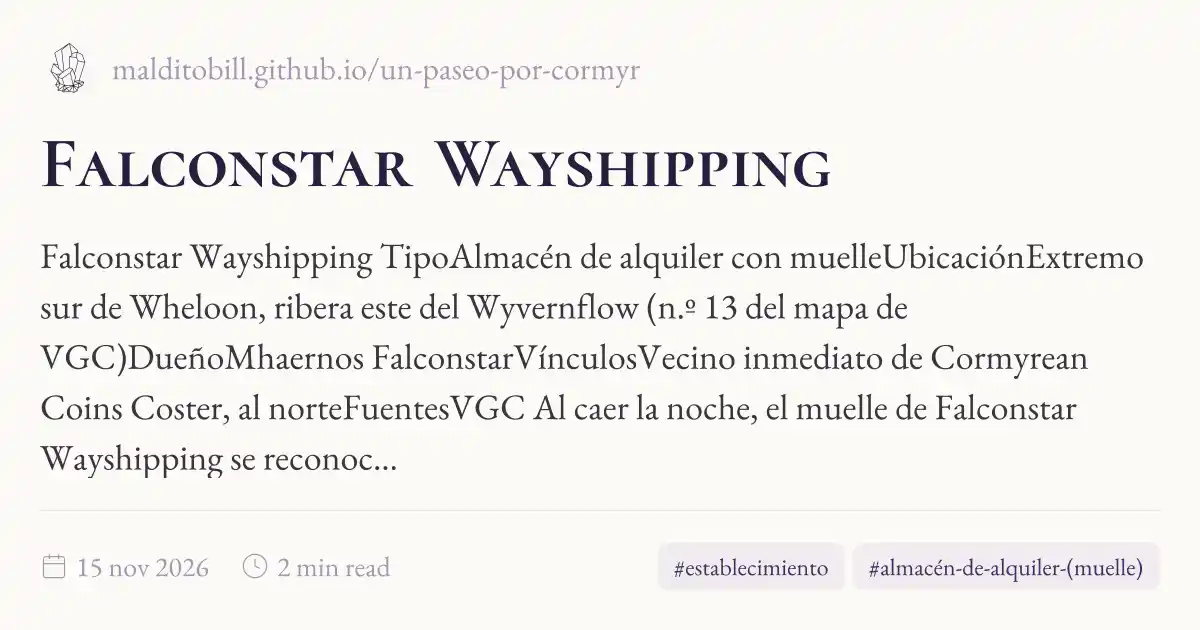 malditobill.github.io/un-paseo-por-cormyr
Falconstar Wayshipping
Falconstar Wayshipping TipoAlmacén de alquiler con muelleUbicaciónExtremo
sur de Wheloon, ribera este del Wyvernflow (n.º 13 del mapa de
VGC)DueñoMhaernos FalconstarVínculosVecino inmediato de Cormyrean
Coins Coster, al norteFuentesVGC Al caer la noche, el muelle de Falconstar
Wayshipping se reconoc...
15 nov 2026 2 min read #establecimiento #almacén-de-alquiler-(muelle)